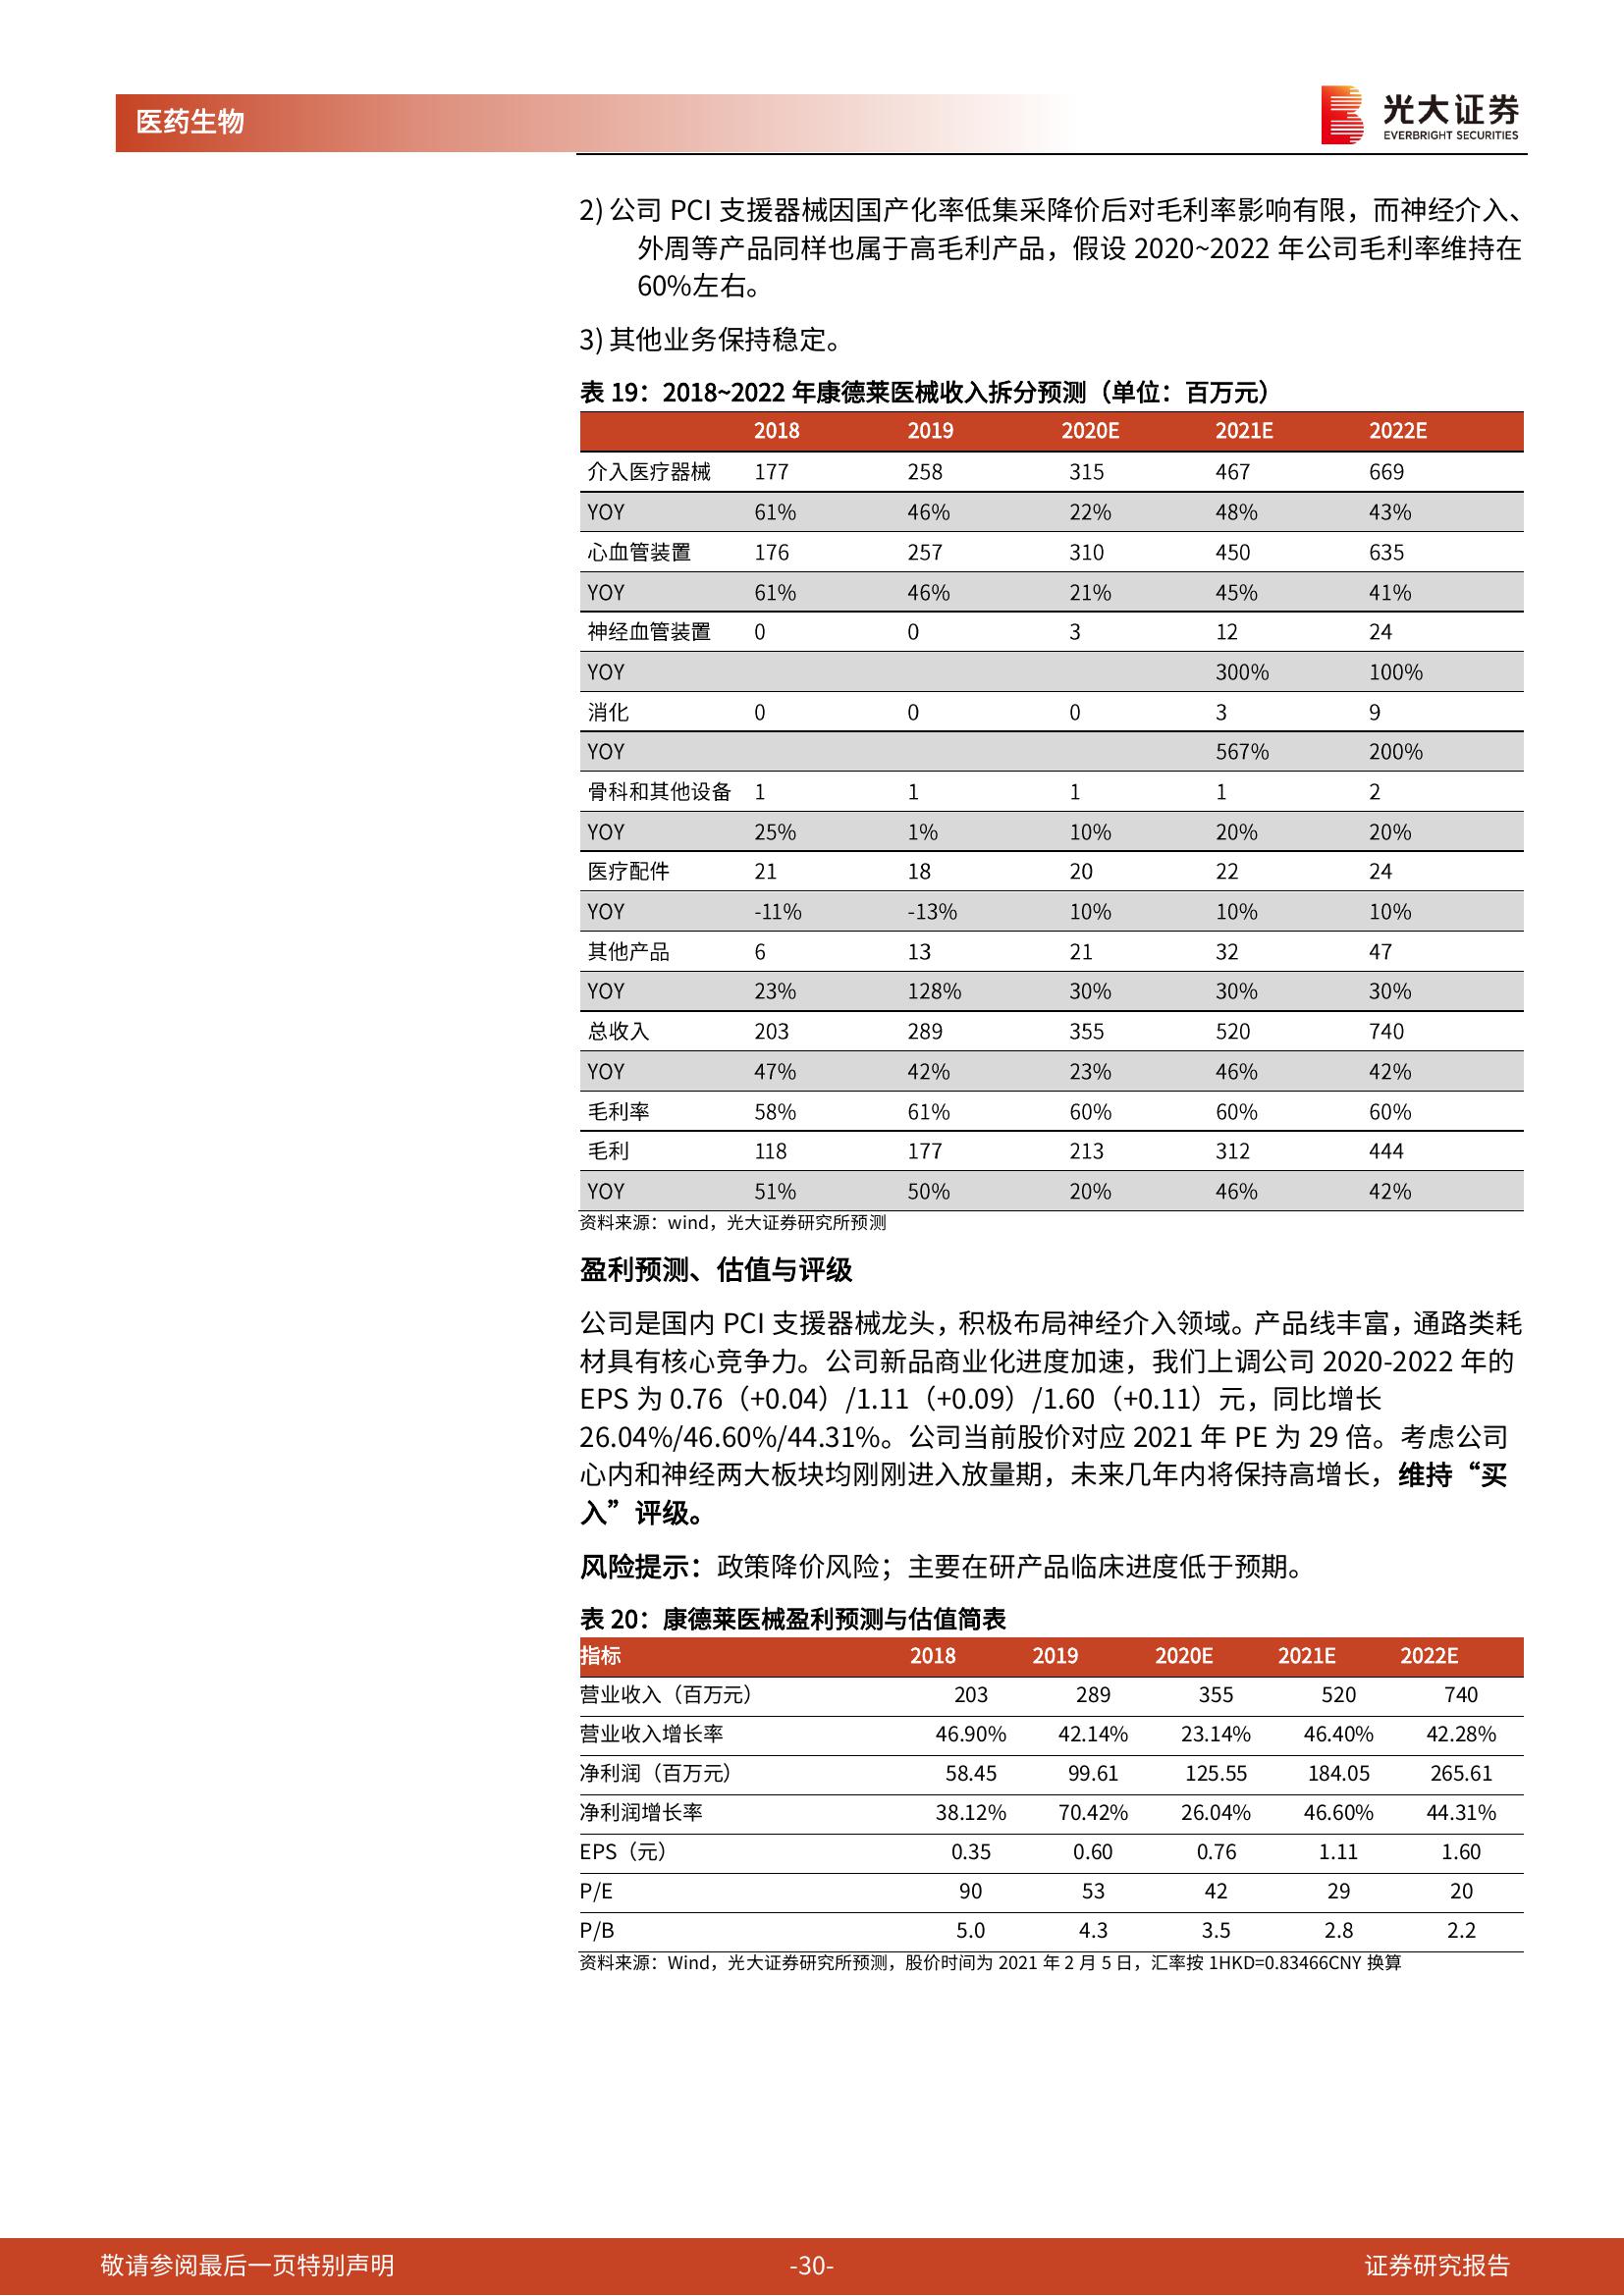 医药生物
光大证券
EVERBRIGHT SECURITIES
2) 公司 PCI 支援器械因国产化率低集采降价后对毛利率影响有限，而神经介入、
外周等产品同样也属于高毛利产品，假设 2020~2022 年公司毛利率维持在
60%左右。
3) 其他业务保持稳定。
表 19：2018~2022 年康德莱医械收入拆分预测（单位：百万元）
2018 2019 2020E 2021E 2022E
介入医疗器械 177 258 315 467 669
YOY 61% 46% 22% 48% 43%
心血管装置 176 257 310 450 635
YOY 61% 46% 21% 45% 41%
神经血管装置 0 0 3 12 24
YOY 300% 100%
消化 0 0 0 3 9
YOY 567% 200%
骨科和其他设备 1 1 1 1 2
YOY 25% 1% 10% 20% 20%
医疗配件 21 18 20 22 24
YOY -11% -13% 10% 10% 10%
其他产品 6 13 21 32 47
YOY 23% 128% 30% 30% 30%
总收入 203 289 355 520 740
YOY 47% 42% 23% 46% 42%
毛利率 58% 61% 60% 60% 60%
毛利 118 177 213 312 444
YOY 51% 50% 20% 46% 42%
资料来源：wind，光大证券研究所预测
盈利预测、估值与评级
公司是国内 PCI 支援器械龙头，积极布局神经介入领域。产品线丰富，通路类耗
材具有核心竞争力。公司新品商业化进度加速，我们上调公司 2020-2022 年的
EPS 为 0.76（+0.04）/1.11（+0.09）/1.60（+0.11）元，同比增长
26.04%/46.60%/44.31%。公司当前股价对应 2021 年 PE 为 29 倍。考虑公司
心内和神经两大板块均刚刚进入放量期，未来几年内将保持高增长，维持“买
入”评级。
风险提示：政策降价风险；主要在研产品临床进度低于预期。
表 20：康德莱医械盈利预测与估值简表
指标 2018 2019 2020E 2021E 2022E
营业收入（百万元） 203 289 355 520 740
营业收入增长率 46.90% 42.14% 23.14% 46.40% 42.28%
净利润（百万元） 58.45 99.61 125.55 184.05 265.61
净利润增长率 38.12% 70.42% 26.04% 46.60% 44.31%
EPS（元） 0.35 0.60 0.76 1.11 1.60
P/E 90 53 42 29 20
P/B 5.0 4.3 3.5 2.8 2.2
资料来源：Wind，光大证券研究所预测，股价时间为 2021 年 2 月 5 日，汇率按 1HKD=0.83466CNY 换算
敬请参阅最后一页特别声明 -30- 证券研究报告